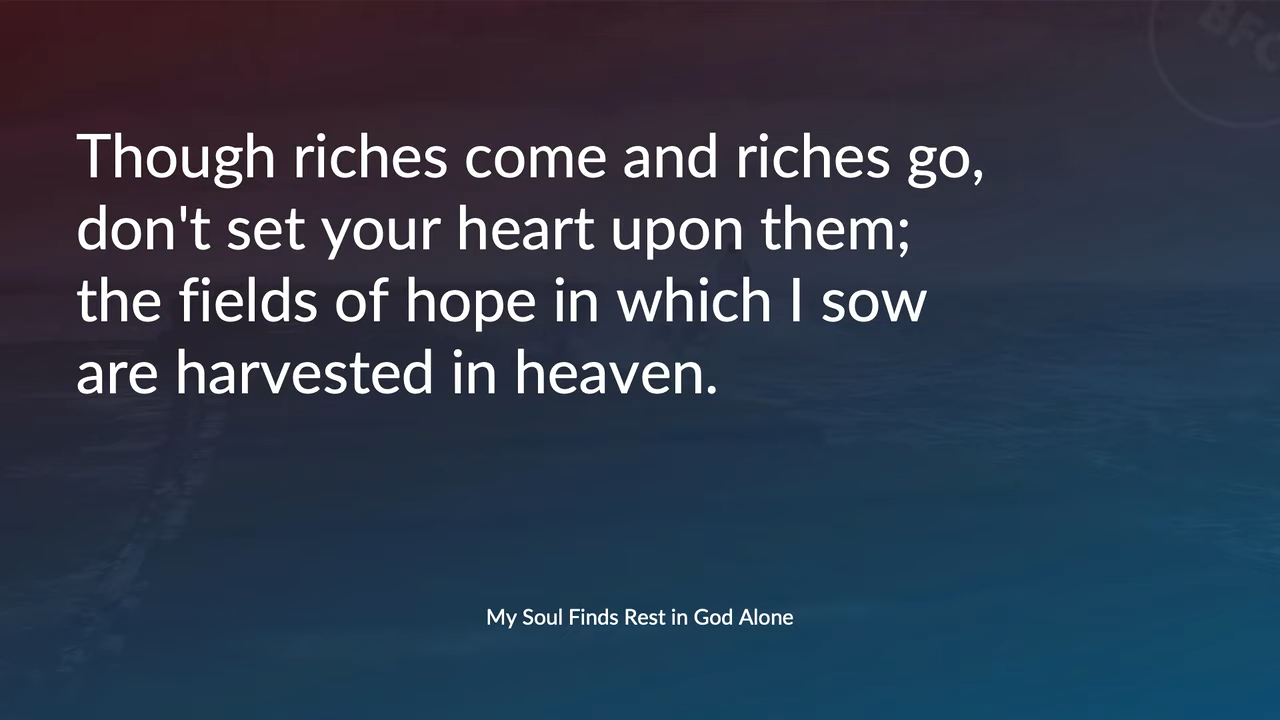 BFC
Though riches come and riches go,
don't set your heart upon them;
the fields of hope in which I sow
are harvested in heaven.
My Soul Finds Rest in God Alone